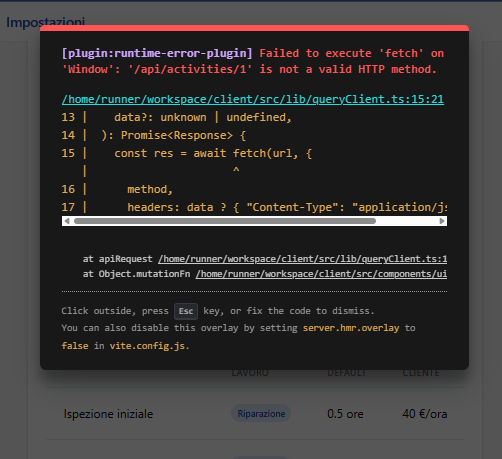 Impostazioni
[plugin:runtime-error-plugin] Failed to execute 'fetch' on
'Window': '/api/activities/1' is not a valid HTTP method.
/home/runner/workspace/client/src/lib/queryClient.ts:15:21
13 |    data?: unknown | undefined,
14 |  ): Promise<Response> {
15 |    const res = await fetch(url, {
|                      ^
16 |      method,
17 |      headers: data ? { "Content-Type": "application/js
at apiRequest /home/runner/workspace/client/src/lib/queryClient.ts:1
at Object.mutationFn /home/runner/workspace/client/src/components/ui
Click outside, press Esc key, or fix the code to dismiss.
You can also disable this overlay by setting server.hmr.overlay to
false in vite.config.js.
LAVORO DEFAULT CLIENTE
Ispezione iniziale Riparazione 0.5 ore 40 €/ora